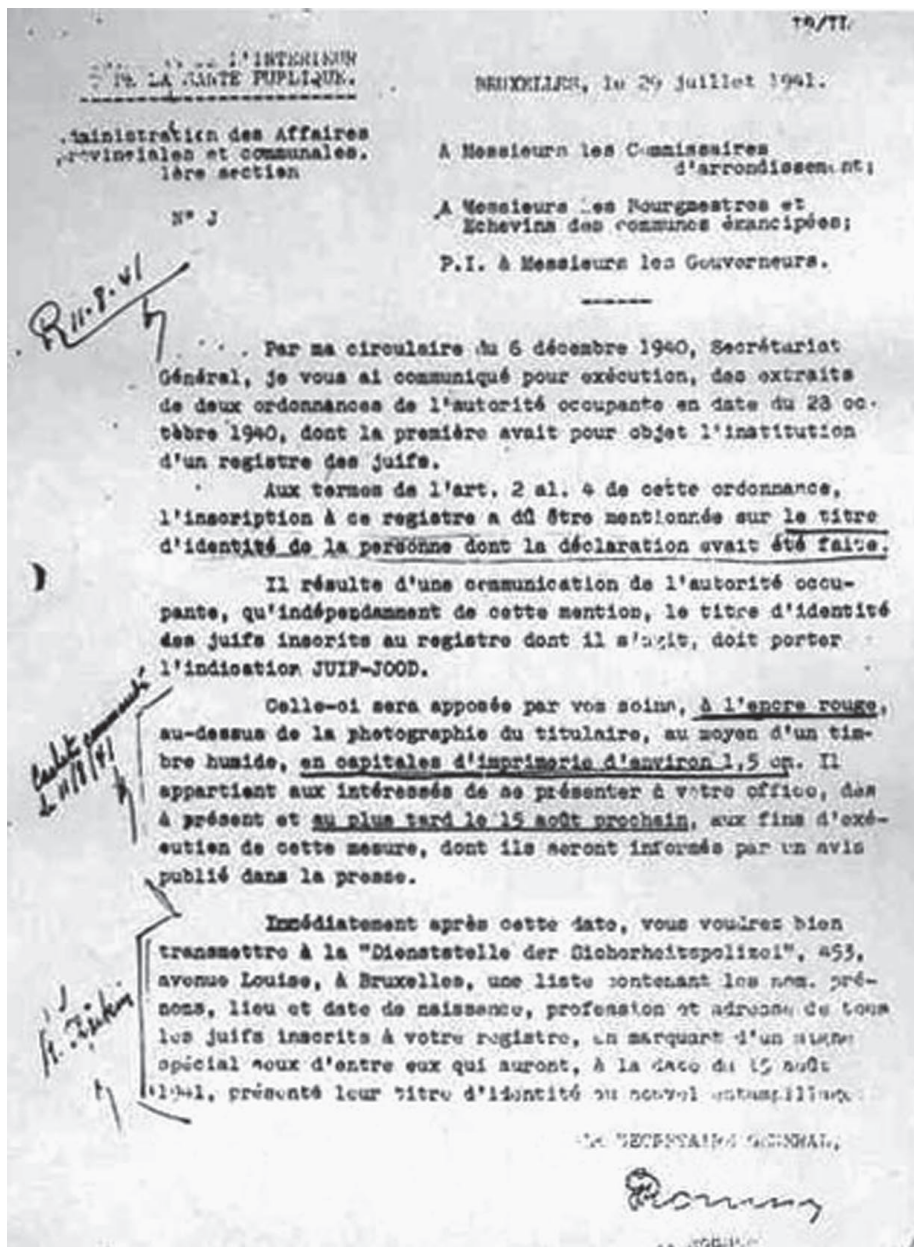 TO/TT.
DE L'INTERIEUR
LA SANTE PUBLIQUE.
BRUXELLES, le 29 juillet 1941.
.dministration des Affaires
provinciales et communales.
1ère section
N° J
A Messieurs les Commissaires
d'arrondissement;
A Messieurs les Bourgmestres et
Echevins des communes émancipées;
P.I. à Messieurs les Gouverneurs.
R 11-8-41
Par ma circulaire du 6 décembre 1940, Secrétariat
Général, je vous ai communiqué pour exécution, des extraits
de deux ordonnances de l'autorité occupante en date du 28 oc-
tobre 1940, dont la première avait pour objet l'institution
d'un registre des juifs.
Aux termes de l'art. 2 al. 4 de cette ordonnance,
l'inscription à ce registre a dû être mentionnée sur le titre
d'identité de la personne dont la déclaration avait été faite.
Il résulte d'une communication de l'autorité occu-
pante, qu'indépendamment de cette mention, le titre d'identité
des juifs inscrits au registre dont il s'agit, doit porter
l'indication JUIF-JOOD.
Celle-ci sera apposée par vos soins, à l'encre rouge,
au-dessus de la photographie du titulaire, au moyen d'un tim-
bre humide, en capitales d'imprimerie d'environ 1,5 cm. Il
appartient aux intéressés de se présenter à votre office, dès
à présent et au plus tard le 15 août prochain, aux fins d'exé-
cution de cette mesure, dont ils seront informés par un avis
publié dans la presse.
Cachets commandé
le 11/8/41
Immédiatement après cette date, vous voudrez bien
transmettre à la "Dienststelle der Sicherheitspolizei", 453,
avenue Louise, à Bruxelles, une liste contenant les nom, pré-
noms, lieu et date de naissance, profession et adresse de tous
les juifs inscrits à votre registre, en marquant d'un signe
spécial ceux d'entre eux qui auront, à la date du 15 août
1941, présenté leur titre d'identité au nouvel estampillage
LE SECRETAIRE GENERAL,